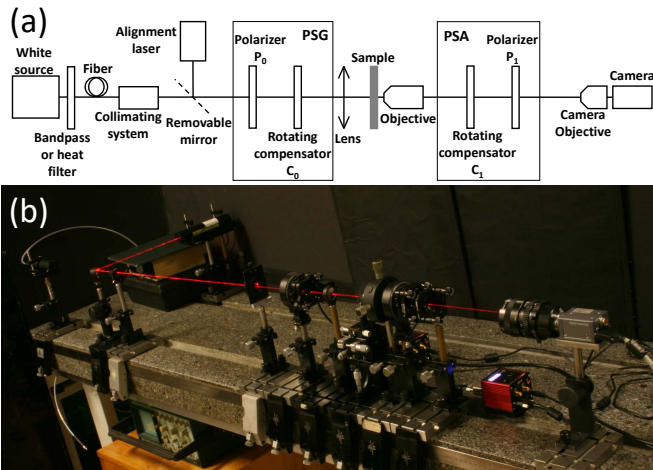 (a)
White
source
Bandpass
or heat
filter
Fiber
Collimating
system
Alignment
laser
Removable
mirror
PSG
Polarizer
P0
Rotating
compensator
C0
Lens
Sample
Objective
PSA
Polarizer
P1
Rotating
compensator
C1
Camera
Objective
Camera
(b)